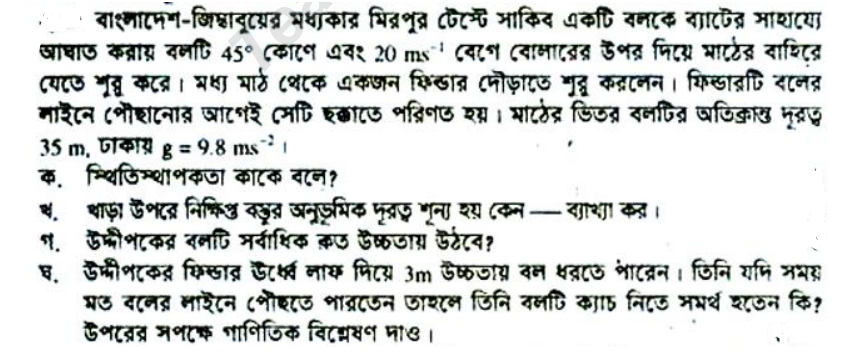 বাংলাদেশ-জিম্বাবুয়ের মধ্যকার মিরপুর টেস্টে সাকিব একটি বলকে ব্যাটের সাহায্যে
আঘাত করায় বলটি 45° কোণে এবং 20 ms⁻¹ বেগে বোলারের উপর দিয়ে মাঠের বাহিরে
যেতে শুরু করে। মধ্য মাঠ থেকে একজন ফিল্ডার দৌড়াতে শুরু করলেন। ফিল্ডারটি বলের
লাইনে পৌছানোর আগেই সেটি ছক্কাতে পরিণত হয়। মাঠের ভিতর বলটির অতিক্রান্ত দূরত্ব
35 m, ঢাকায় g = 9.8 ms⁻²।
ক. স্থিতিস্থাপকতা কাকে বলে?
খ. খাড়া উপরে নিক্ষিপ্ত বস্তুর অনুভূমিক দূরত্ব শূন্য হয় কেন — ব্যাখ্যা কর।
গ. উদ্দীপকের বলটি সর্বাধিক কত উচ্চতায় উঠবে?
ঘ. উদ্দীপকের ফিল্ডার ঊর্ধ্বে লাফ দিয়ে 3m উচ্চতায় বল ধরতে পারেন। তিনি যদি সময়
মত বলের লাইনে পৌছতে পারতেন তাহলে তিনি বলটি ক্যাচ নিতে সমর্থ হতেন কি?
উপরের সপক্ষে গাণিতিক বিশ্লেষণ দাও।